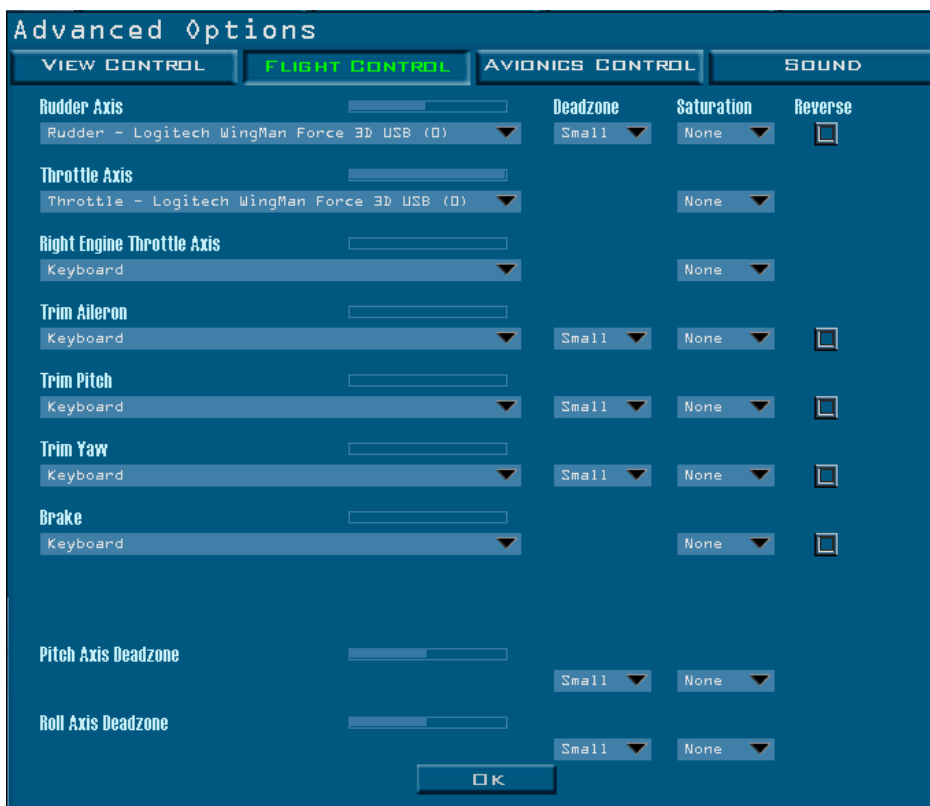 Advanced Options
VIEW CONTROL FLIGHT CONTROL AVIONICS CONTROL SOUND
Rudder Axis Deadzone Saturation Reverse
Rudder - Logitech WingMan Force 3D USB (0) Small None
Throttle Axis
Throttle - Logitech WingMan Force 3D USB (0) None
Right Engine Throttle Axis
Keyboard None
Trim Aileron
Keyboard Small None
Trim Pitch
Keyboard Small None
Trim Yaw
Keyboard Small None
Brake
Keyboard None
Pitch Axis Deadzone
Small None
Roll Axis Deadzone
Small None
OK